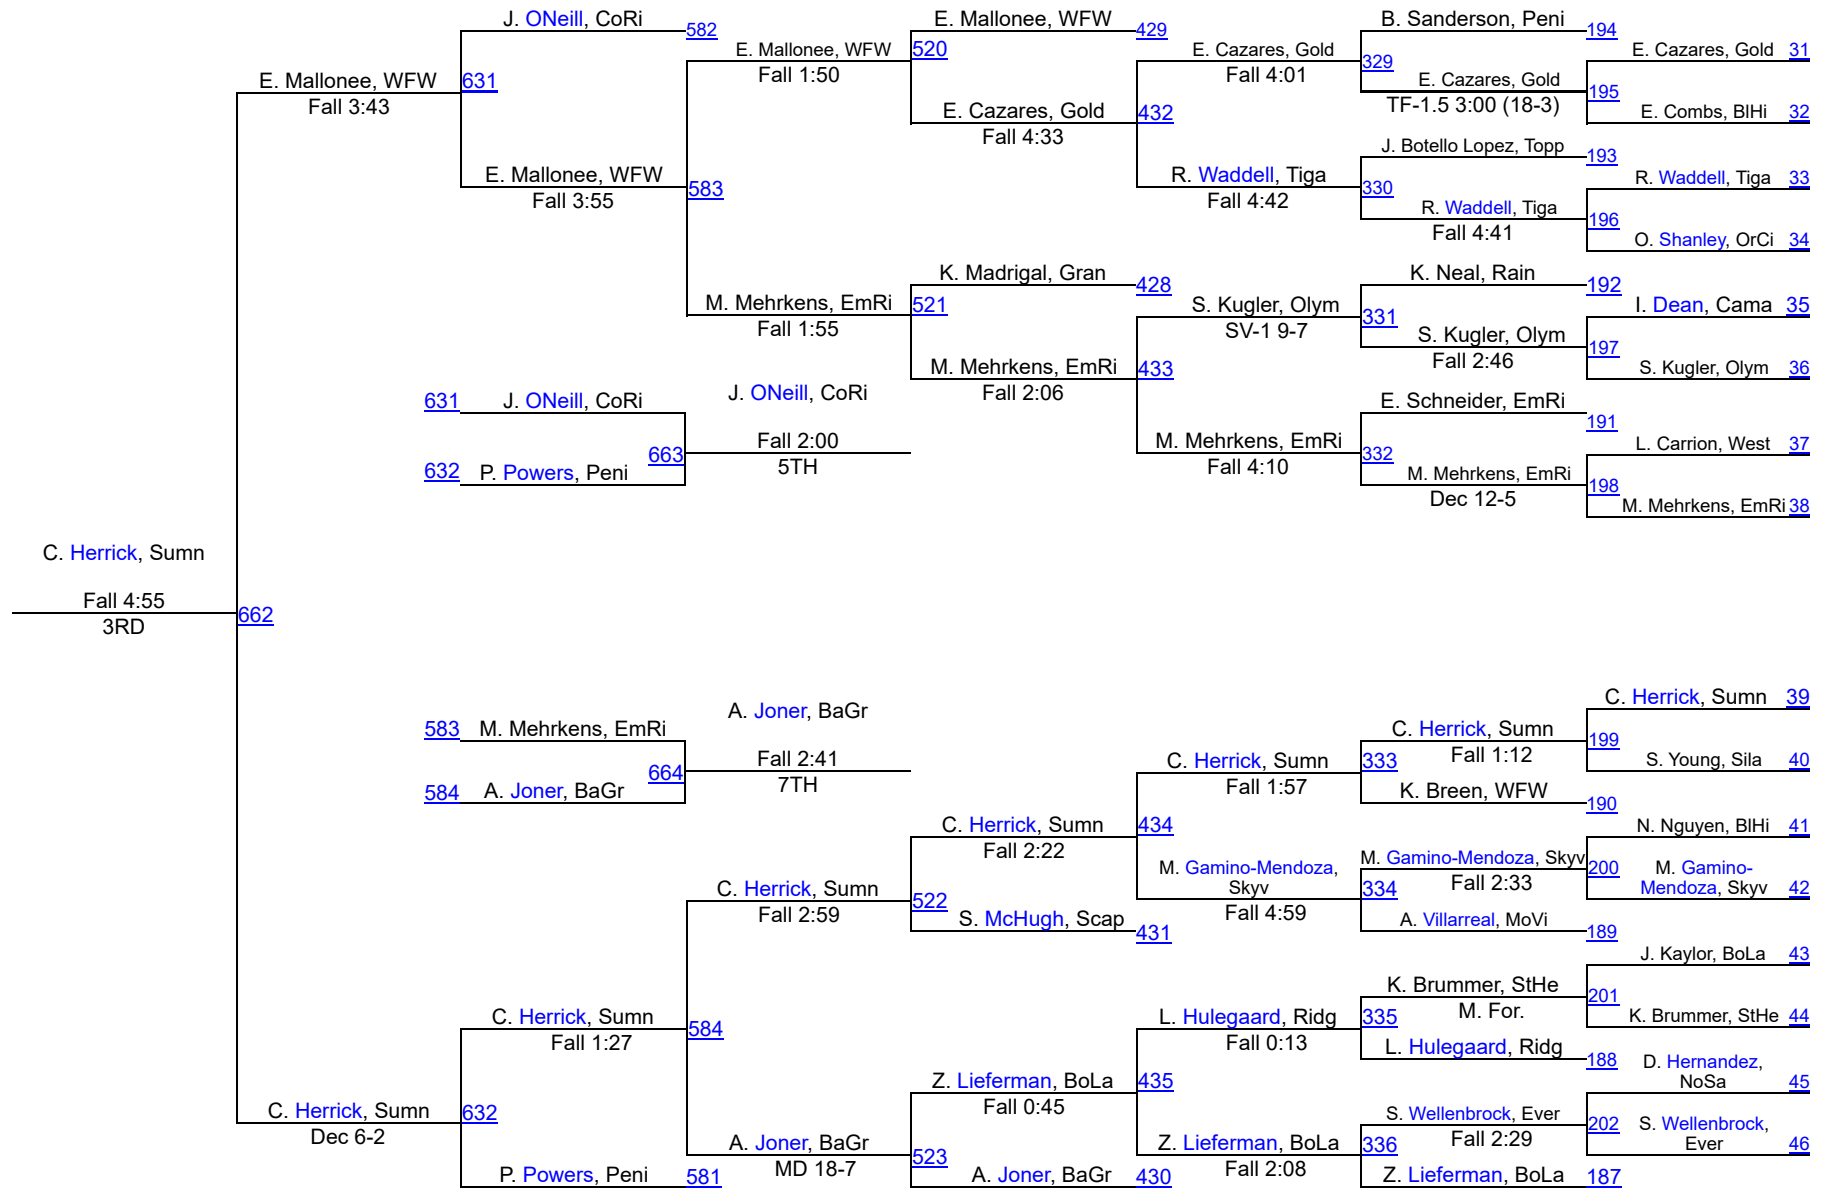 J. ONeill, CoRi
582
E. Mallonee, WFW
429
B. Sanderson, Peni
194
E. Mallonee, WFW
520
E. Cazares, Gold
E. Cazares, Gold 31
Fall 1:50
Fall 4:01
329
E. Mallonee, WFW
631
E. Cazares, Gold
195
Fall 3:43
TF-1.5 3:00 (18-3)
E. Cazares, Gold
432
E. Combs, BlHi 32
Fall 4:33
J. Botello Lopez, Topp
193
E. Mallonee, WFW
583
R. Waddell, Tiga
330
R. Waddell, Tiga 33
Fall 3:55
Fall 4:42
R. Waddell, Tiga
196
Fall 4:41
O. Shanley, OrCi 34
K. Madrigal, Gran
428
K. Neal, Rain
192
M. Mehrkens, EmRi
521
S. Kugler, Olym
331
I. Dean, Cama 35
Fall 1:55
SV-1 9-7
S. Kugler, Olym
197
Fall 2:46
M. Mehrkens, EmRi
433
S. Kugler, Olym 36
Fall 2:06
J. ONeill, CoRi
631
J. ONeill, CoRi
E. Schneider, EmRi
191
Fall 2:00
M. Mehrkens, EmRi
332
L. Carrion, West 37
663
5TH
Fall 4:10
632
P. Powers, Peni
M. Mehrkens, EmRi
198
Dec 12-5
M. Mehrkens, EmRi 38
C. Herrick, Sumn
Fall 4:55
662
3RD
C. Herrick, Sumn 39
A. Joner, BaGr
583
M. Mehrkens, EmRi
C. Herrick, Sumn
199
Fall 1:12
Fall 2:41
C. Herrick, Sumn
333
S. Young, Sila 40
664
7TH
Fall 1:57
584
A. Joner, BaGr
K. Breen, WFW
190
C. Herrick, Sumn
434
N. Nguyen, BlHi 41
Fall 2:22
M. Gamino-Mendoza, Skyv
200
M. Gamino-
Mendoza, Skyv 42
M. Gamino-Mendoza,
Skyv
334
Fall 2:33
C. Herrick, Sumn
522
Fall 4:59
Fall 2:59
S. McHugh, Scap
431
A. Villarreal, MoVi
189
J. Kaylor, BoLa 43
K. Brummer, StHe
201
M. For.
C. Herrick, Sumn
584
L. Hulegaard, Ridg
335
K. Brummer, StHe 44
Fall 1:27
Fall 0:13
L. Hulegaard, Ridg
188
D. Hernandez,
NoSa 45
Z. Lieferman, BoLa
435
Fall 0:45
C. Herrick, Sumn
632
S. Wellenbrock, Ever
202
S. Wellenbrock,
Ever 46
Dec 6-2
Fall 2:29
A. Joner, BaGr
523
Z. Lieferman, BoLa
336
MD 18-7
Fall 2:08
P. Powers, Peni
581
A. Joner, BaGr
430
Z. Lieferman, BoLa
187